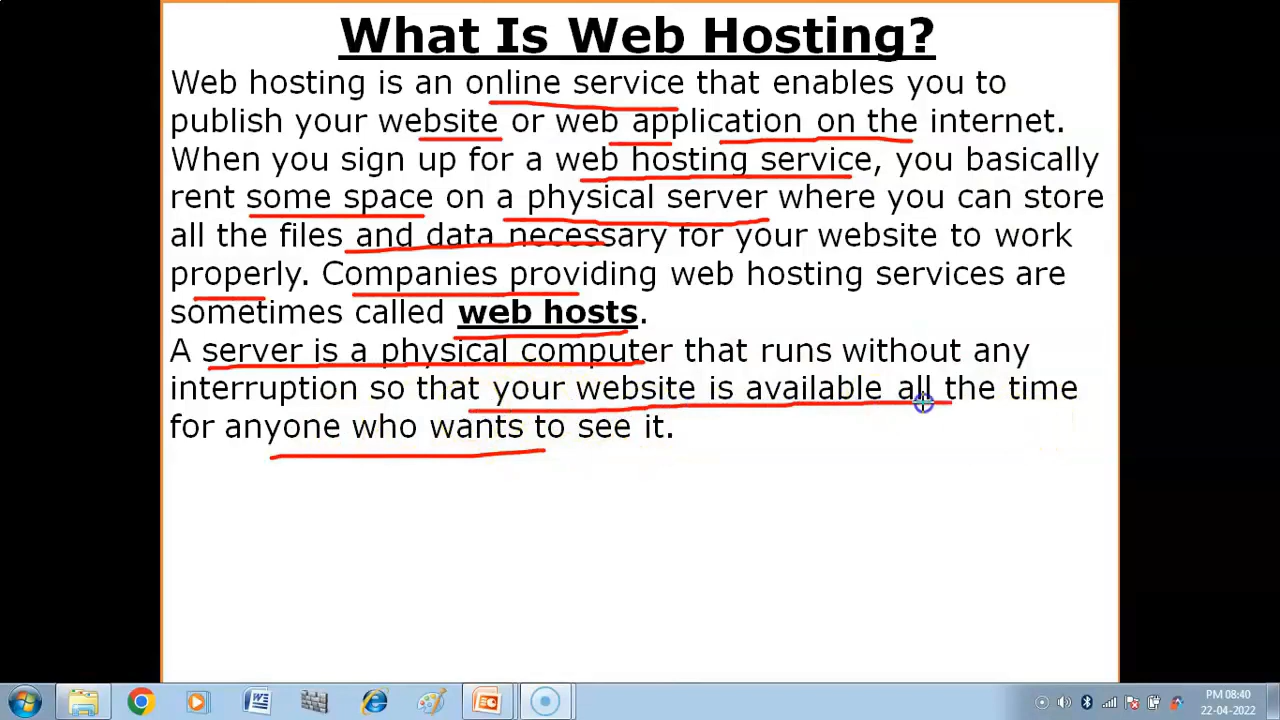 What Is Web Hosting?
Web hosting is an online service that enables you to
publish your website or web application on the internet.
When you sign up for a web hosting service, you basically
rent some space on a physical server where you can store
all the files and data necessary for your website to work
properly. Companies providing web hosting services are
sometimes called web hosts.
A server is a physical computer that runs without any
interruption so that your website is available all the time
for anyone who wants to see it.
PM 08:40
22-04-2022